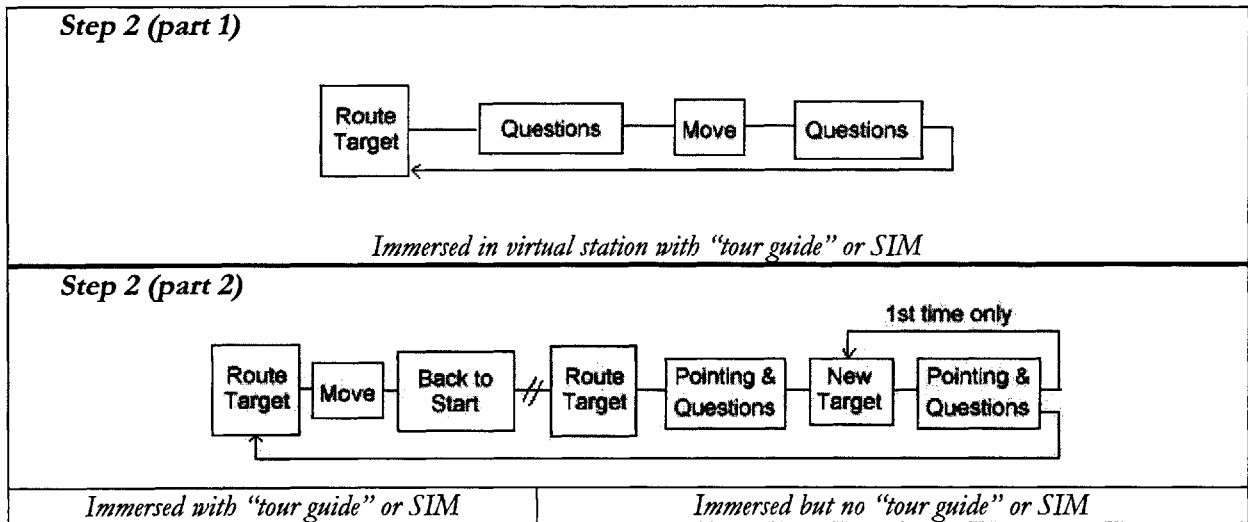 Step 2 (part 1)
Route
Target
Questions
Move
Questions
Immersed in virtual station with “tour guide” or SIM
Step 2 (part 2)
1st time only
Route
Target
Move
Back to
Start
Route
Target
Pointing &
Questions
New
Target
Pointing &
Questions
Immersed with “tour guide” or SIM
Immersed but no “tour guide” or SIM